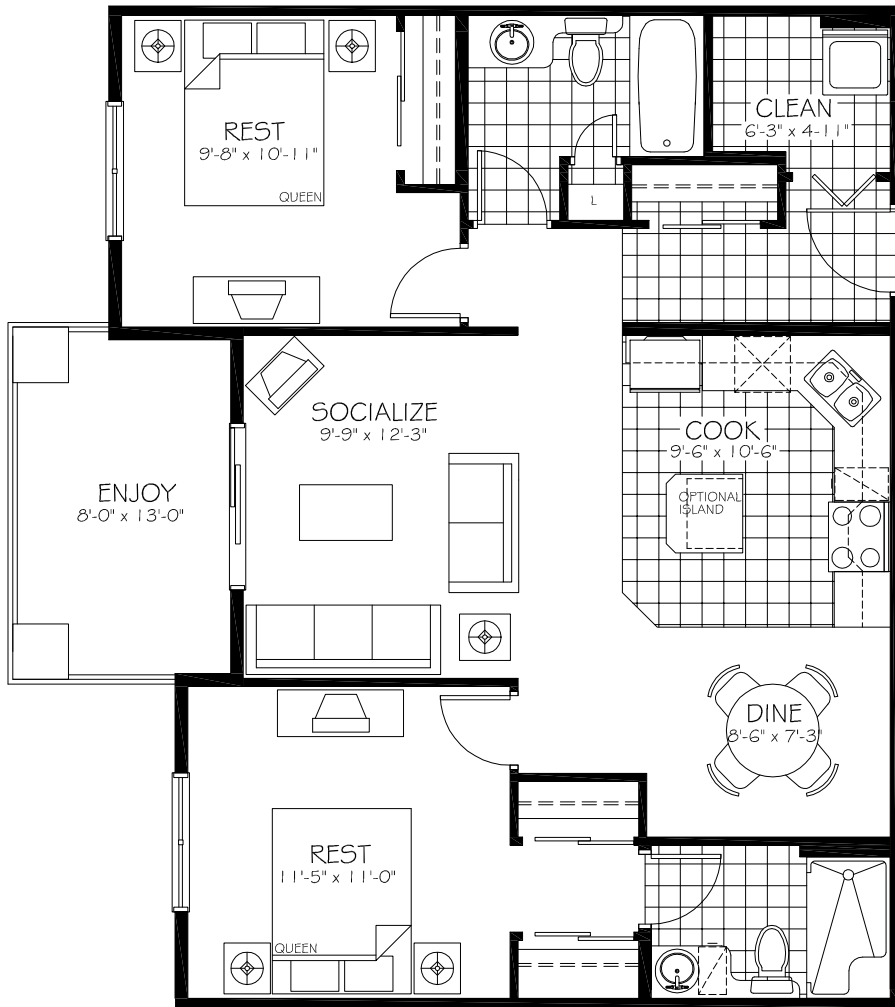 CLEAN
6'-3" x 4-11"
REST
9'-8" x 10'-11"
QUEEN
L
SOCIALIZE
9'-9" x 12'-3"
COOK
9'-6" x 10'-6"
ENJOY
8'-0" x 13'-0"
OPTIONAL
ISLAND
DINE
8'-6" x 7'-3"
REST
11'-5" x 11'-0"
QUEEN